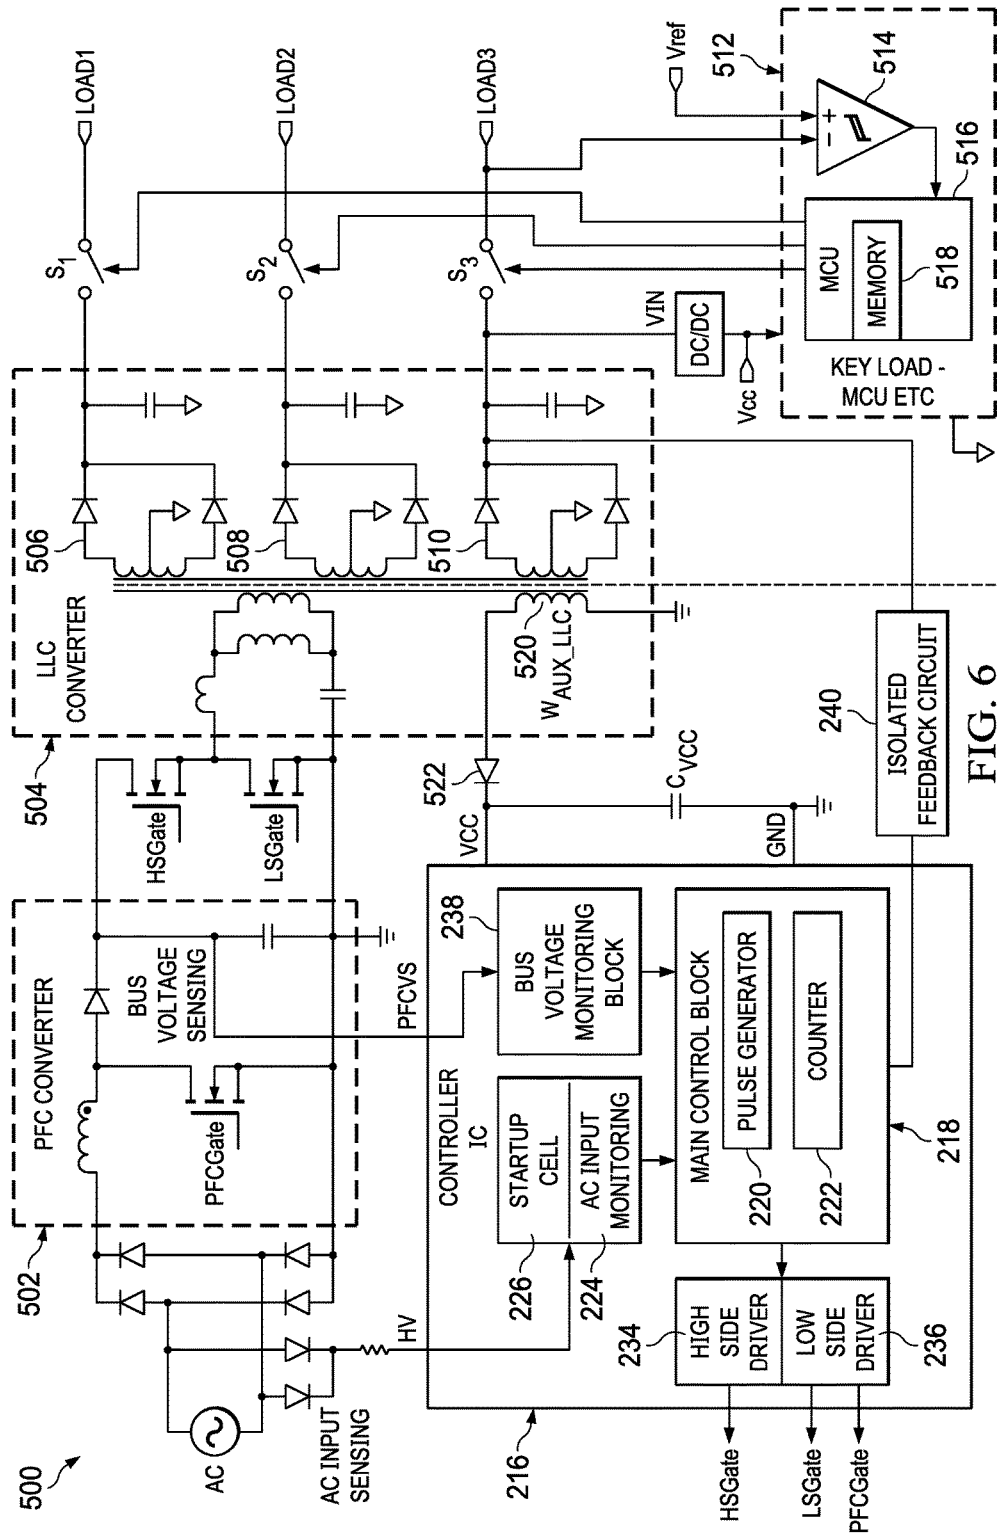 500
AC
AC INPUT
SENSING
HV
502
PFC CONVERTER
PFCGate
BUS
VOLTAGE
SENSING
PFCVS
HSGate
LSGate
504
LLC
CONVERTER
506
508
510
520
WAUX_LLC
522
VCC
CVCC
GND
S1
S2
S3
LOAD1
LOAD2
LOAD3
VIN
DC/DC
Vcc
Vref
512
514
516
MCU
MEMORY
518
KEY LOAD -
MCU ETC
216
CONTROLLER
IC
STARTUP
CELL
226
AC INPUT
MONITORING
224
238
BUS
VOLTAGE
MONITORING
BLOCK
MAIN CONTROL BLOCK
PULSE GENERATOR
220
COUNTER
222
218
234
HIGH
SIDE
DRIVER
LOW
SIDE
DRIVER
236
HSGate
LSGate
PFCGate
240
ISOLATED
FEEDBACK CIRCUIT
FIG. 6